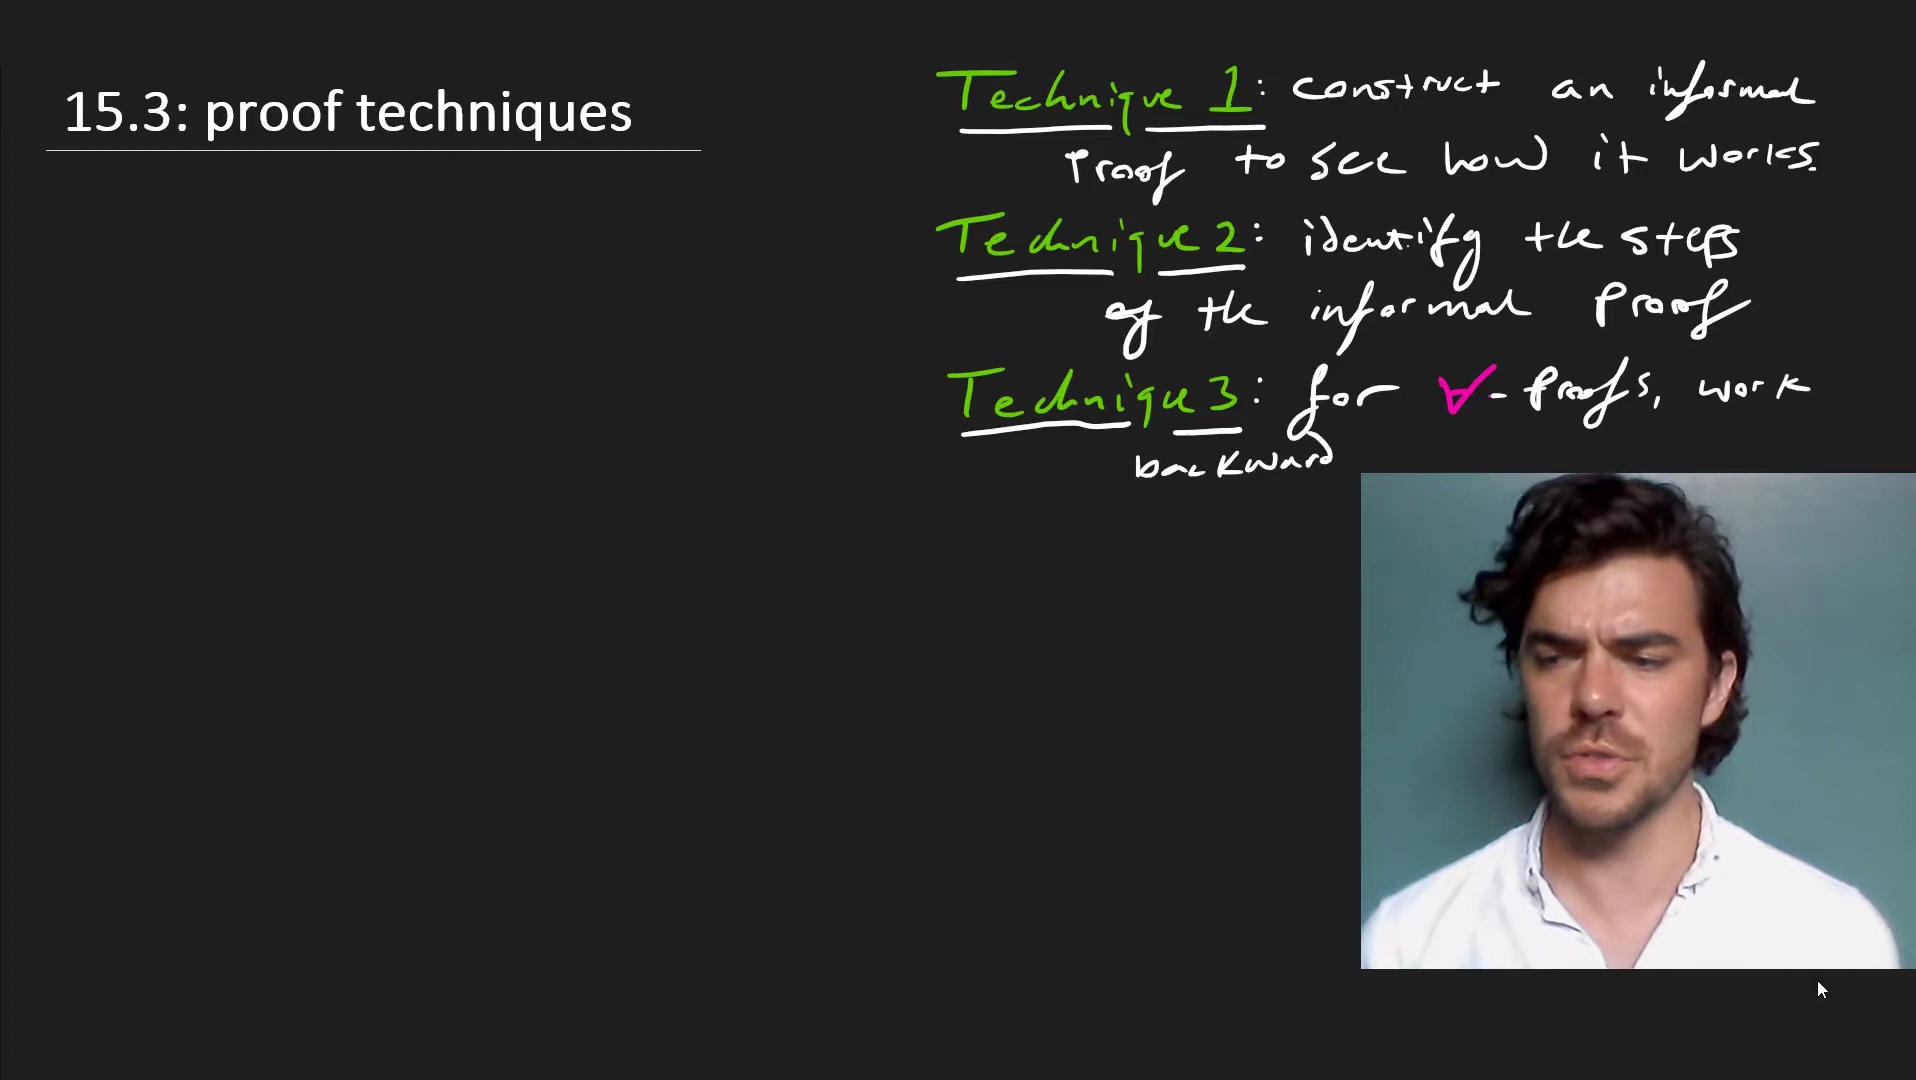 15.3: proof techniques
Technique 1: construct an informal
proof to see how it works.
Technique 2: identify the steps
of the informal proof
Technique 3: for ∀-proofs, work
backward